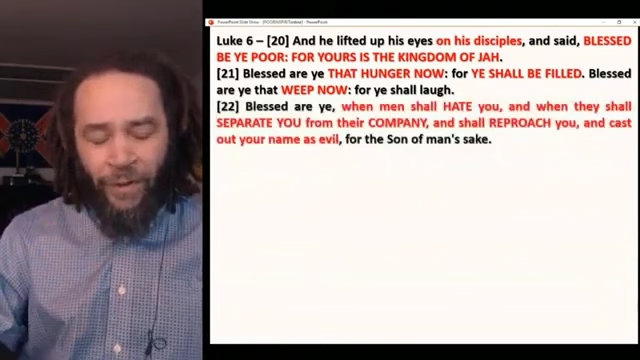 PowerPoint Slide Show - [POORRASPIR/Yardies] - PowerPoint
Luke 6 – [20] And he lifted up his eyes on his disciples, and said, BLESSED
BE YE POOR: FOR YOURS IS THE KINGDOM OF JAH.
[21] Blessed are ye THAT HUNGER NOW: for YE SHALL BE FILLED. Blessed
are ye that WEEP NOW: for ye shall laugh.
[22] Blessed are ye, when men shall HATE you, and when they shall
SEPARATE YOU from their COMPANY, and shall REPROACH you, and cast
out your name as evil, for the Son of man's sake.